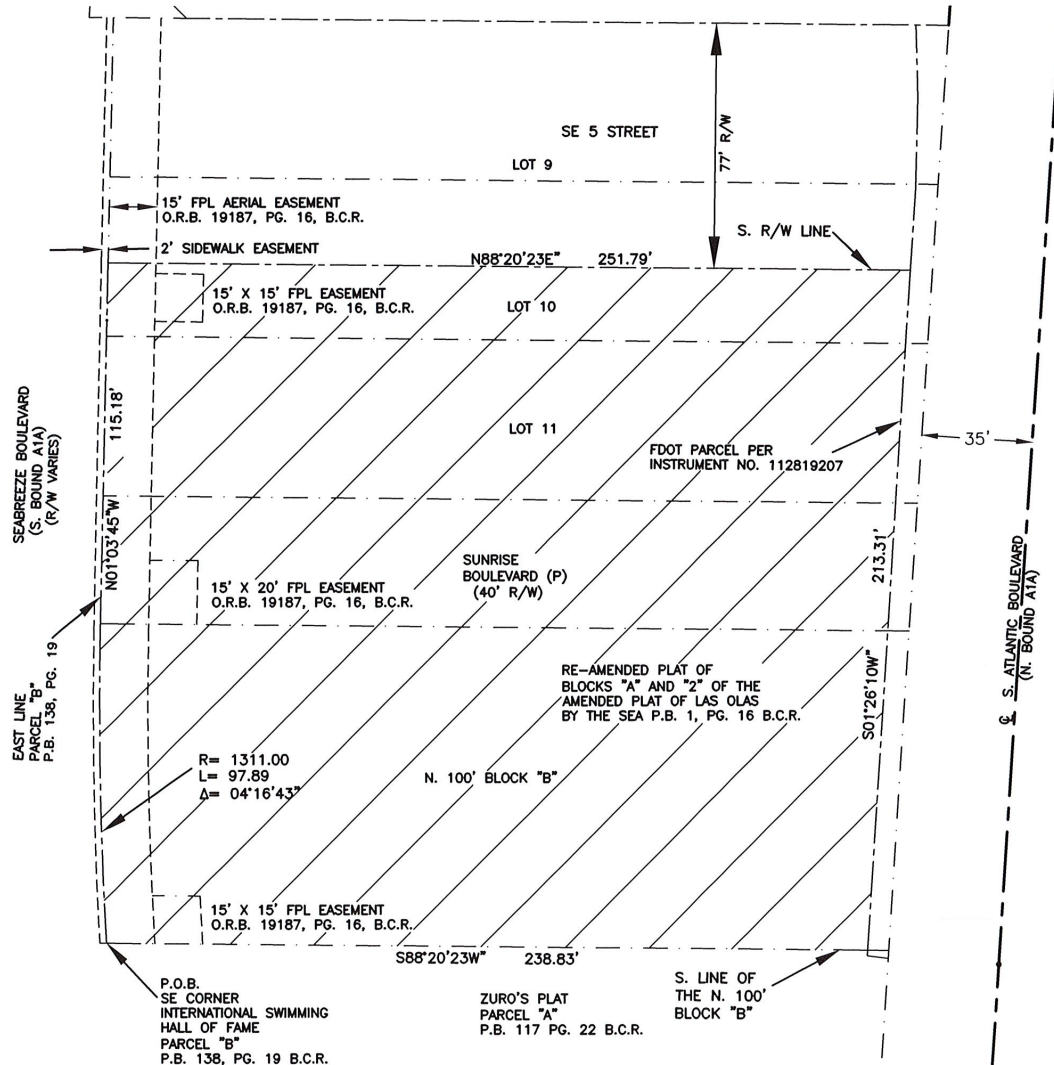 SE 5 STREET
77' R/W
LOT 9
15' FPL AERIAL EASEMENT
O.R.B. 19187, PG. 16, B.C.R.
2' SIDEWALK EASEMENT
S. R/W LINE
N88°20'23E" 251.79'
15' X 15' FPL EASEMENT
O.R.B. 19187, PG. 16, B.C.R.
LOT 10
SEABREEZE BOULEVARD
(S. BOUND A1A)
(R/W VARIES)
115.18'
N01°03'45"W
LOT 11
FDOT PARCEL PER
INSTRUMENT NO. 112819207
35'
213.31'
S01°26'10W"
℄ S. ATLANTIC BOULEVARD
(N. BOUND A1A)
SUNRISE
BOULEVARD (P)
(40' R/W)
15' X 20' FPL EASEMENT
O.R.B. 19187, PG. 16, B.C.R.
EAST LINE
PARCEL "B"
P.B. 138, PG. 19
RE-AMENDED PLAT OF
BLOCKS "A" AND "2" OF THE
AMENDED PLAT OF LAS OLAS
BY THE SEA P.B. 1, PG. 16 B.C.R.
R= 1311.00
L= 97.89
Δ= 04°16'43"
N. 100' BLOCK "B"
15' X 15' FPL EASEMENT
O.R.B. 19187, PG. 16, B.C.R.
S88°20'23W" 238.83'
P.O.B.
SE CORNER
INTERNATIONAL SWIMMING
HALL OF FAME
PARCEL "B"
P.B. 138, PG. 19 B.C.R.
ZURO'S PLAT
PARCEL "A"
P.B. 117 PG. 22 B.C.R.
S. LINE OF
THE N. 100'
BLOCK "B"